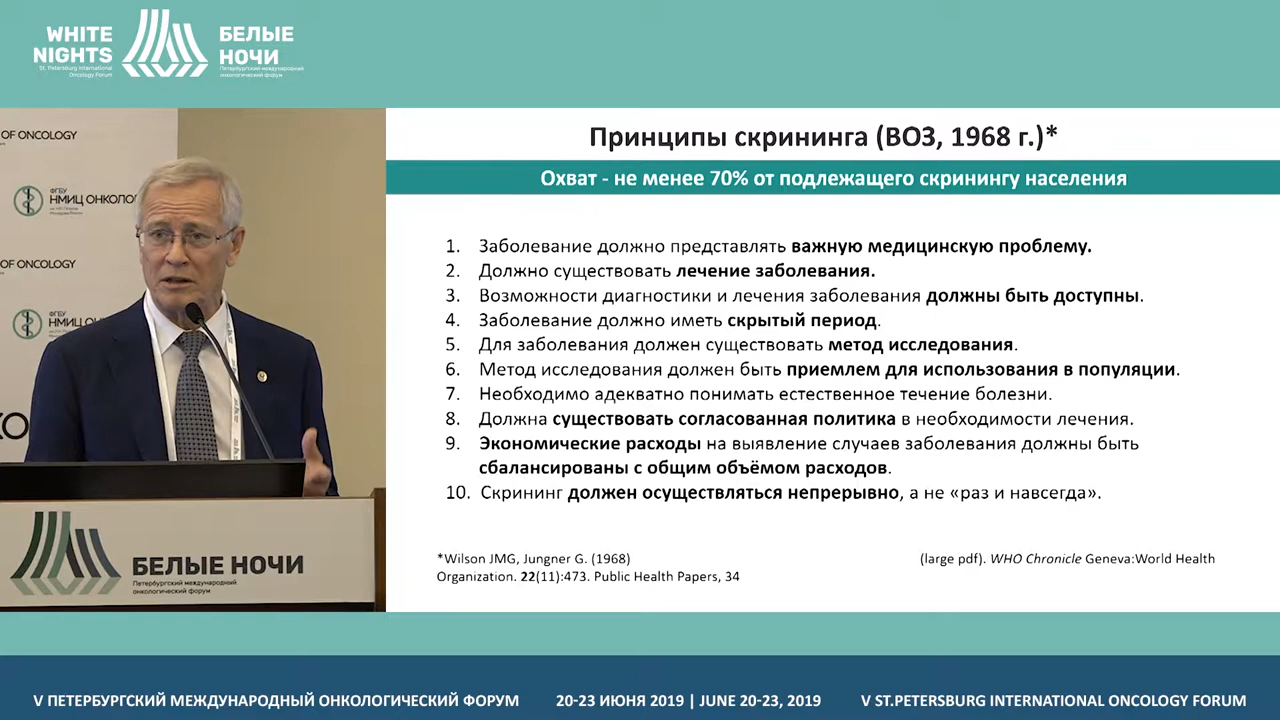 WHITE
NIGHTS
St. Petersburg International
Oncology Forum
БЕЛЫЕ
НОЧИ
Петербургский международный
онкологический форум
OF ONCOLOGY
ФГБУ
НМИЦ ОНКОЛО
OF ONCOLOGY
ФГБУ
НМИЦ ОН
КО
БЕЛЫЕ НОЧИ
Петербургский международный
онкологический форум
Принципы скрининга (ВОЗ, 1968 г.)*
Охват - не менее 70% от подлежащего скринингу населения
1. Заболевание должно представлять важную медицинскую проблему.
2. Должно существовать лечение заболевания.
3. Возможности диагностики и лечения заболевания должны быть доступны.
4. Заболевание должно иметь скрытый период.
5. Для заболевания должен существовать метод исследования.
6. Метод исследования должен быть приемлем для использования в популяции.
7. Необходимо адекватно понимать естественное течение болезни.
8. Должна существовать согласованная политика в необходимости лечения.
9. Экономические расходы на выявление случаев заболевания должны быть
сбалансированы с общим объёмом расходов.
10. Скрининг должен осуществляться непрерывно, а не «раз и навсегда».
*Wilson JMG, Jungner G. (1968) (large pdf). WHO Chronicle Geneva:World Health
Organization. 22(11):473. Public Health Papers, 34
V ПЕТЕРБУРГСКИЙ МЕЖДУНАРОДНЫЙ ОНКОЛОГИЧЕСКИЙ ФОРУМ 20-23 ИЮНЯ 2019 | JUNE 20-23, 2019 V ST.PETERSBURG INTERNATIONAL ONCOLOGY FORUM